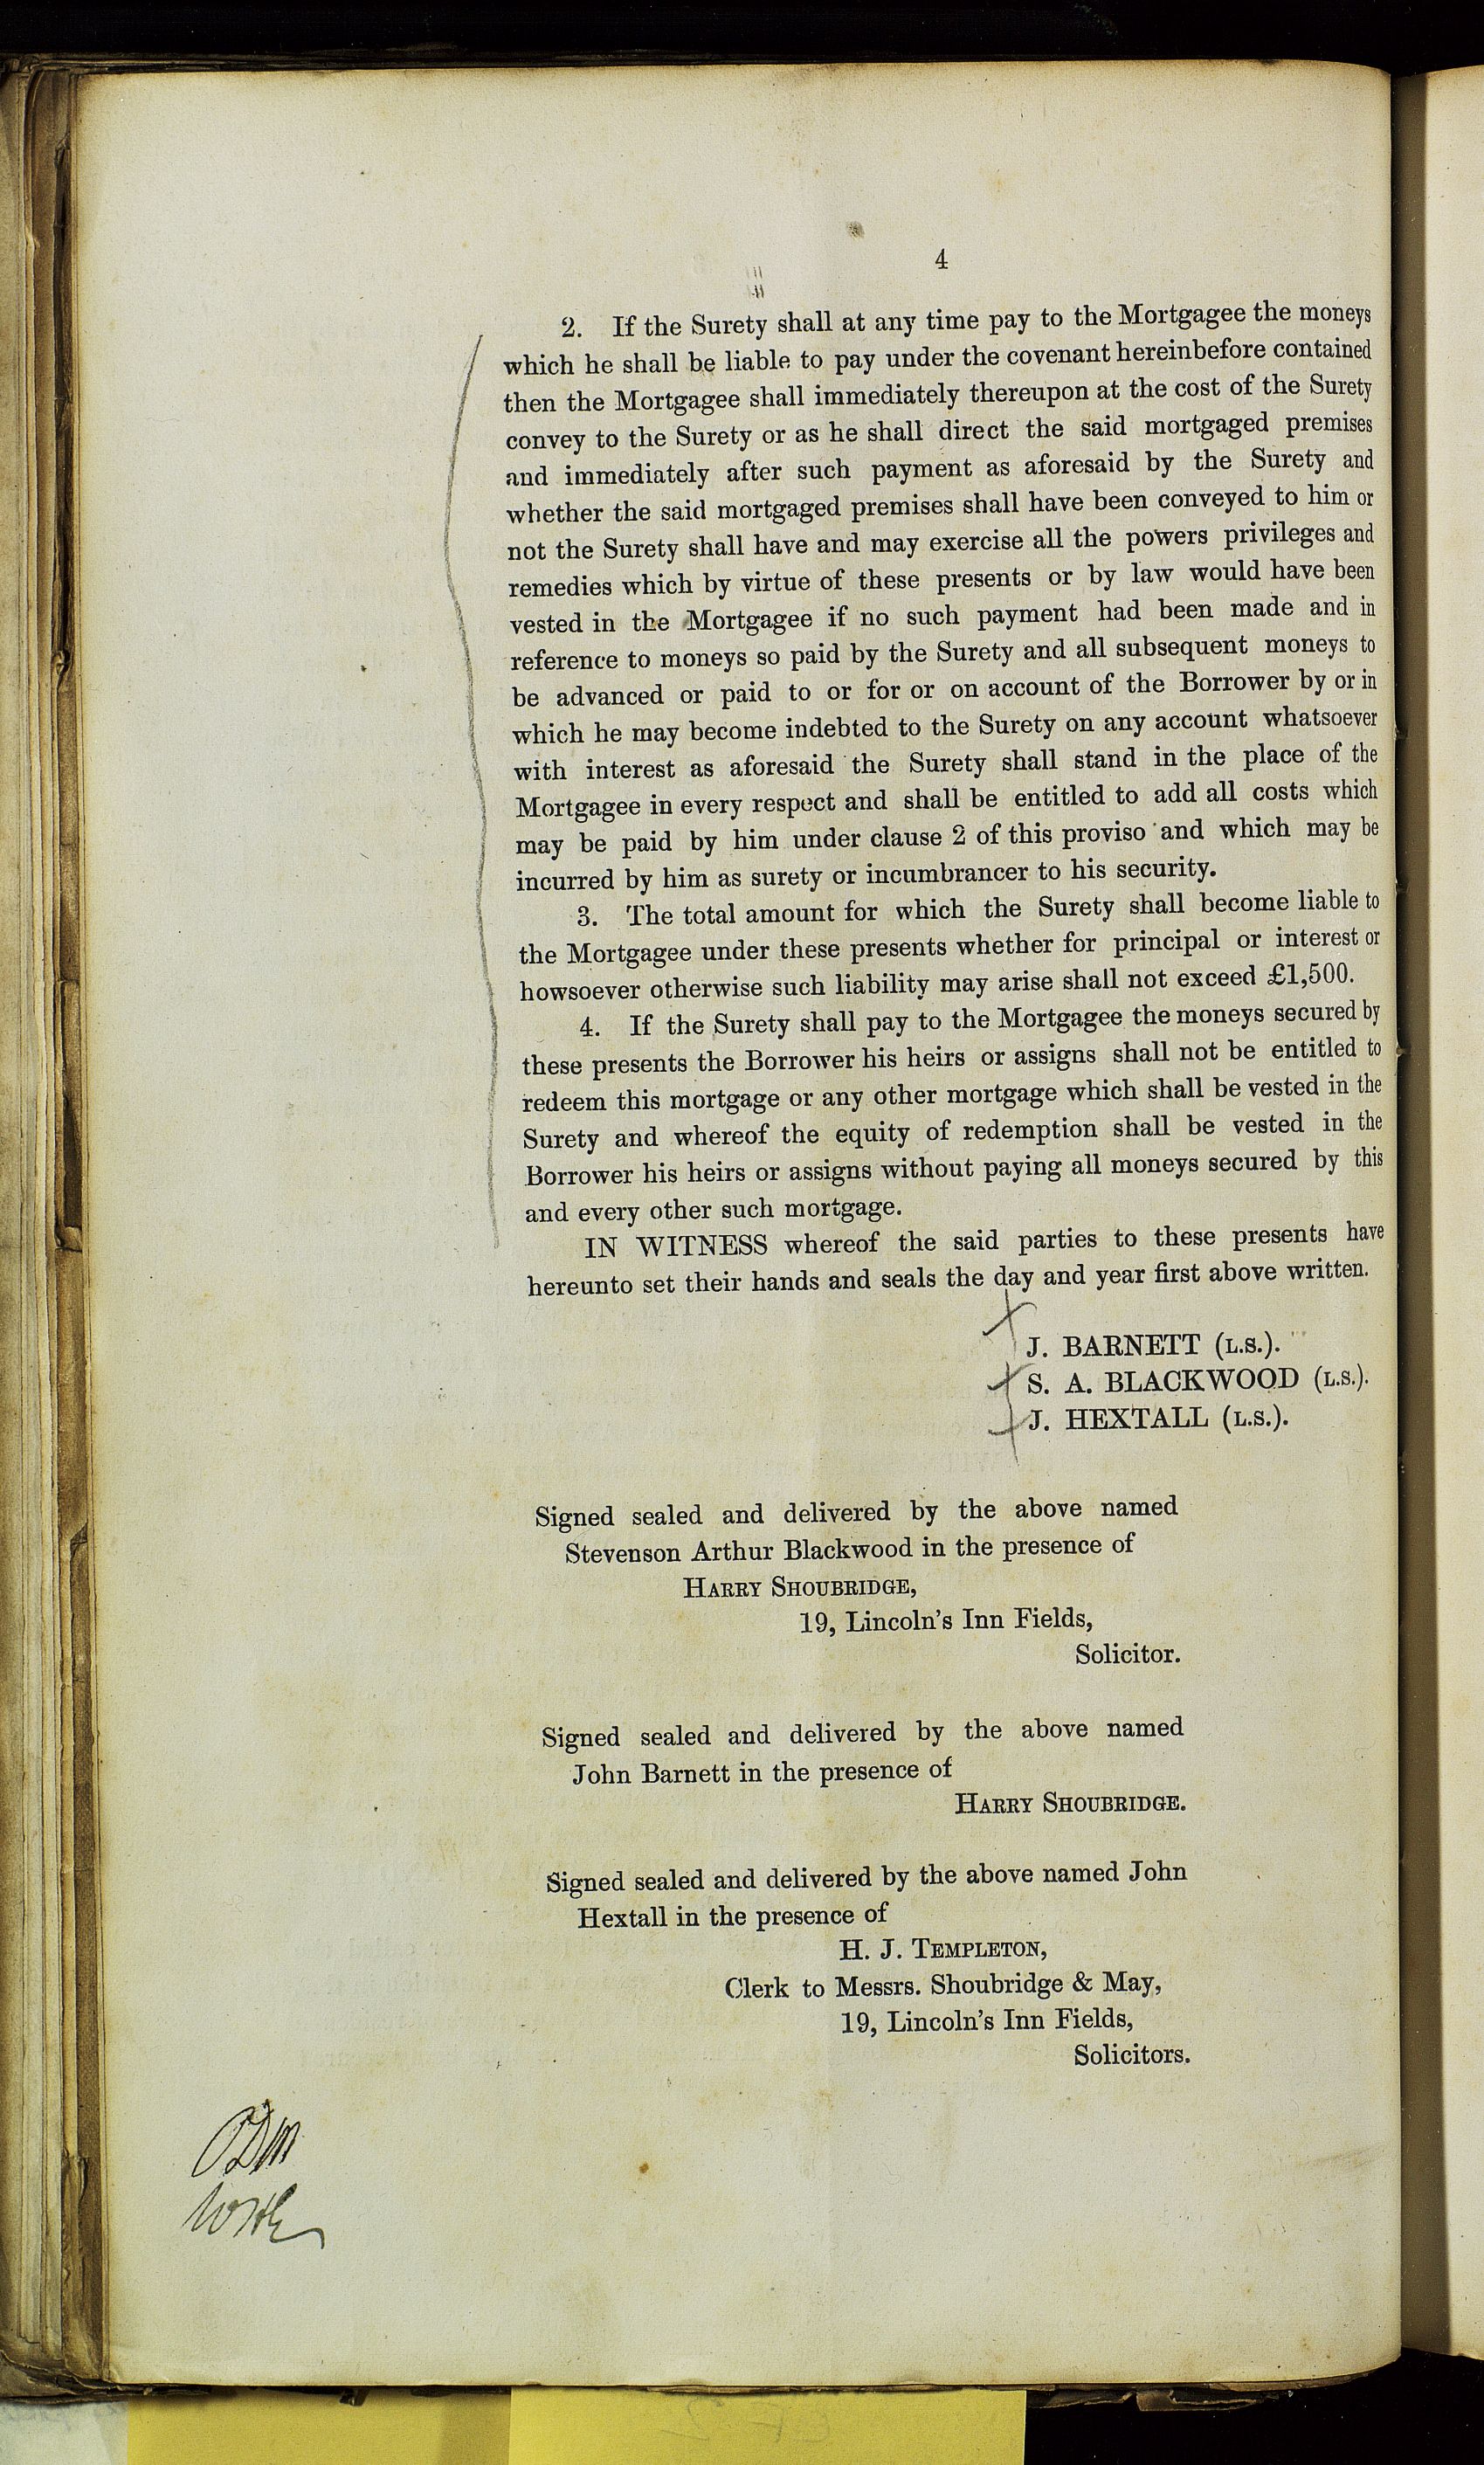 4
2. If the Surety shall at any time pay to the Mortgagee the moneys
which he shall be liable to pay under the covenant hereinbefore contained
then the Mortgagee shall immediately thereupon at the cost of the Surety
convey to the Surety or as he shall direct the said mortgaged premises
and immediately after such payment as aforesaid by the Surety and
whether the said mortgaged premises shall have been conveyed to him or
not the Surety shall have and may exercise all the powers privileges and
remedies which by virtue of these presents or by law would have been
vested in the Mortgagee if no such payment had been made and in
reference to moneys so paid by the Surety and all subsequent moneys to
be advanced or paid to or for or on account of the Borrower by or in
which he may become indebted to the Surety on any account whatsoever
with interest as aforesaid the Surety shall stand in the place of the
Mortgagee in every respect and shall be entitled to add all costs which
may be paid by him under clause 2 of this proviso and which may be
incurred by him as surety or incumbrancer to his security.
3. The total amount for which the Surety shall become liable to
the Mortgagee under these presents whether for principal or interest or
howsoever otherwise such liability may arise shall not exceed £1,500.
4. If the Surety shall pay to the Mortgagee the moneys secured by
these presents the Borrower his heirs or assigns shall not be entitled to
redeem this mortgage or any other mortgage which shall be vested in the
Surety and whereof the equity of redemption shall be vested in the
Borrower his heirs or assigns without paying all moneys secured by this
and every other such mortgage.
IN WITNESS whereof the said parties to these presents have
hereunto set their hands and seals the day and year first above written.
J. BARNETT (L.S.).
S. A. BLACKWOOD (L.S.).
J. HEXTALL (L.S.).
Signed sealed and delivered by the above named
Stevenson Arthur Blackwood in the presence of
HARRY SHOUBRIDGE,
19, Lincoln's Inn Fields,
Solicitor.
Signed sealed and delivered by the above named
John Barnett in the presence of
HARRY SHOUBRIDGE.
Signed sealed and delivered by the above named John
Hextall in the presence of
H. J. TEMPLETON,
Clerk to Messrs. Shoubridge & May,
19, Lincoln's Inn Fields,
Solicitors.